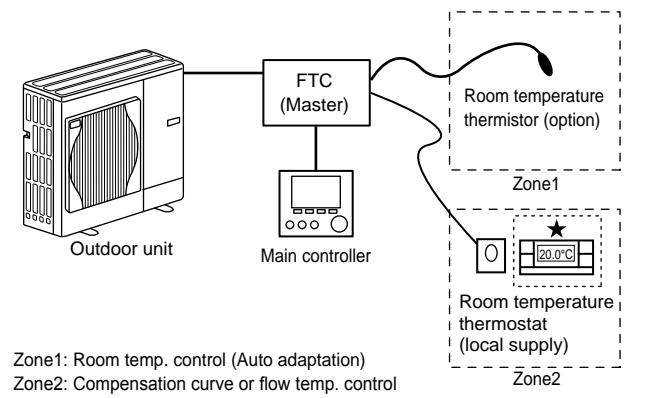 FTC
(Master)
Room temperature
thermistor (option)
Zone1
Outdoor unit
Main controller
★
20.0°C
Room temperature
thermostat
(local supply)
Zone2
Zone1: Room temp. control (Auto adaptation)
Zone2: Compensation curve or flow temp. control